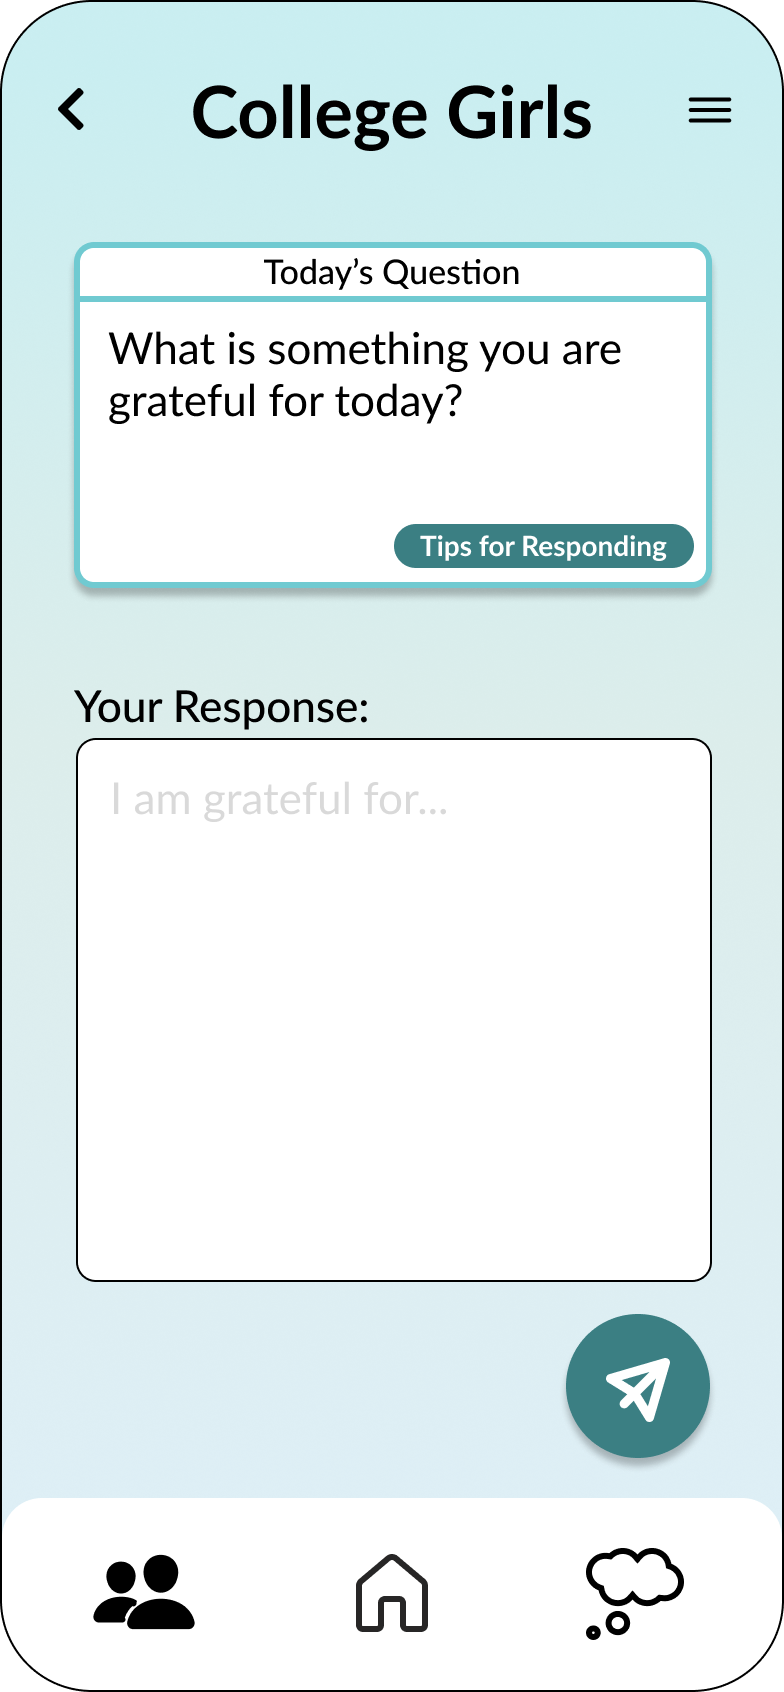 College Girls
Today’s Question
What is something you are
grateful for today?
Tips for Responding
Your Response:
I am grateful for...